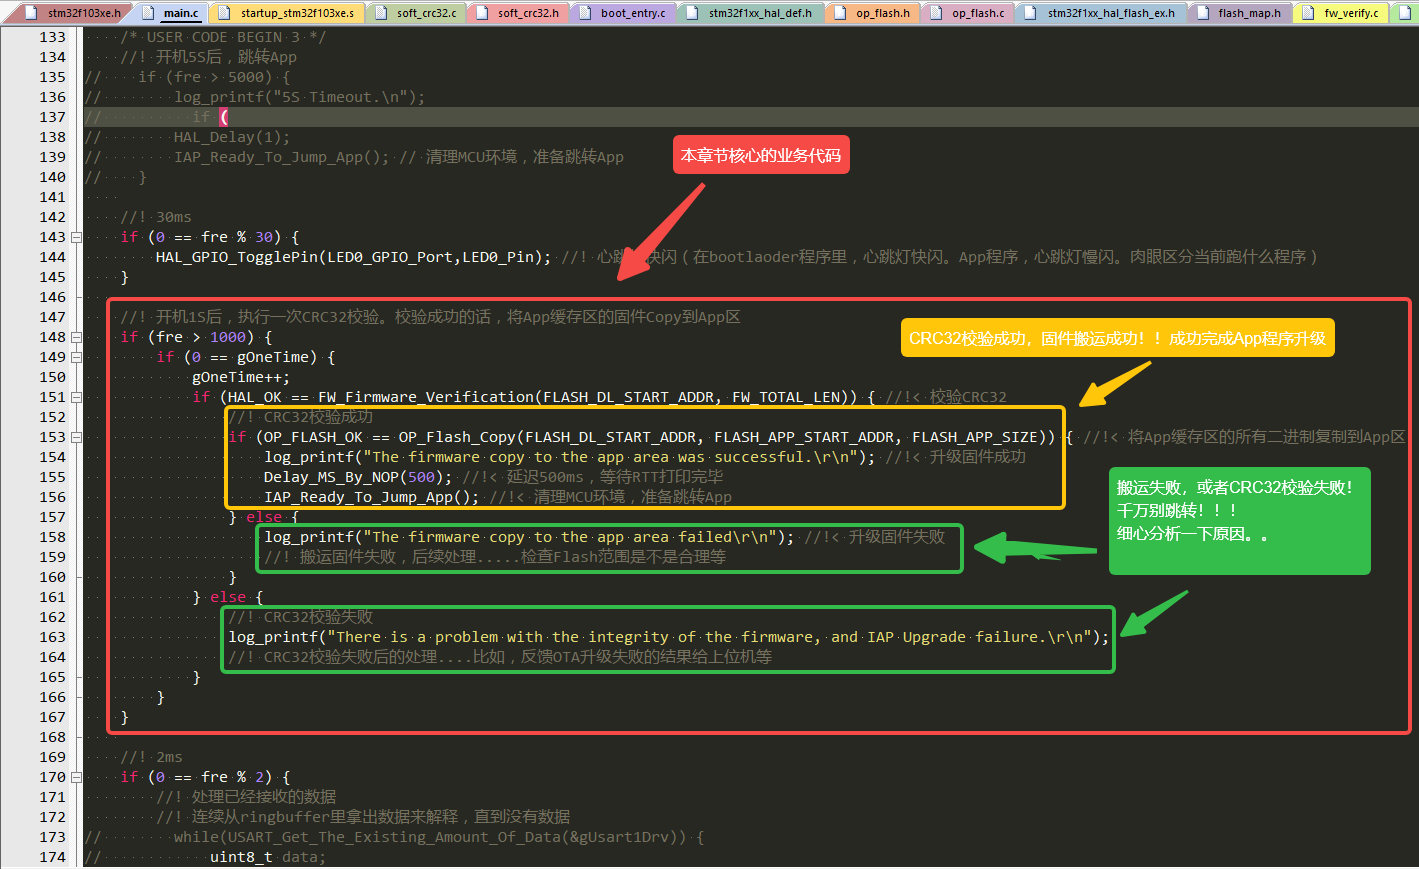 stm32f103xe.h main.c startup_stm32f103xe.s soft_crc32.c soft_crc32.h boot_entry.c stm32f1xx_hal_def.h op_flash.h op_flash.c stm32f1xx_hal_flash_ex.h flash_map.h fw_verify.c
133 /* USER CODE BEGIN 3 */
134 //! 开机5S后，跳转App
135 // if (fre > 5000) {
136 // log_printf("5S Timeout.\n");
137 // if (
138 // HAL_Delay(1);
139 // IAP_Ready_To_Jump_App(); // 清理MCU环境，准备跳转App
140 // }
本章节核心的业务代码
141
142 //! 30ms
143 if (0 == fre % 30) {
144 HAL_GPIO_TogglePin(LED0_GPIO_Port,LED0_Pin); //! 心跳 快闪（在bootlaoder程序里，心跳灯快闪。App程序，心跳灯慢闪。肉眼区分当前跑什么程序）
145 }
146
147 //! 开机1S后，执行一次CRC32校验。校验成功的话，将App缓存区的固件Copy到App区
148 if (fre > 1000) {
CRC32校验成功，固件搬运成功！！成功完成App程序升级
149 if (0 == gOneTime) {
150 gOneTime++;
151 if (HAL_OK == FW_Firmware_Verification(FLASH_DL_START_ADDR, FW_TOTAL_LEN)) { //!< 校验CRC32
152 //! CRC32校验成功
153 if (OP_FLASH_OK == OP_Flash_Copy(FLASH_DL_START_ADDR, FLASH_APP_START_ADDR, FLASH_APP_SIZE)) { //!< 将App缓存区的所有二进制复制到App区
154 log_printf("The firmware copy to the app area was successful.\r\n"); //!< 升级固件成功
155 Delay_MS_By_NOP(500); //!< 延迟500ms，等待RTT打印完毕
156 IAP_Ready_To_Jump_App(); //!< 清理MCU环境，准备跳转App
搬运失败，或者CRC32校验失败！
千万别跳转！！！
细心分析一下原因。。
157 } else {
158 log_printf("The firmware copy to the app area failed\r\n"); //!< 升级固件失败
159 //! 搬运固件失败，后续处理.....检查Flash范围是不是合理等
160 }
161 } else {
162 //! CRC32校验失败
163 log_printf("There is a problem with the integrity of the firmware, and IAP Upgrade failure.\r\n");
164 //! CRC32校验失败后的处理....比如，反馈OTA升级失败的结果给上位机等
165 }
166 }
167 }
168
169 //! 2ms
170 if (0 == fre % 2) {
171 //! 处理已经接收的数据
172 //! 连续从ringbuffer里拿出数据来解释，直到没有数据
173 // while(USART_Get_The_Existing_Amount_Of_Data(&gUsart1Drv)) {
174 // uint8_t data;